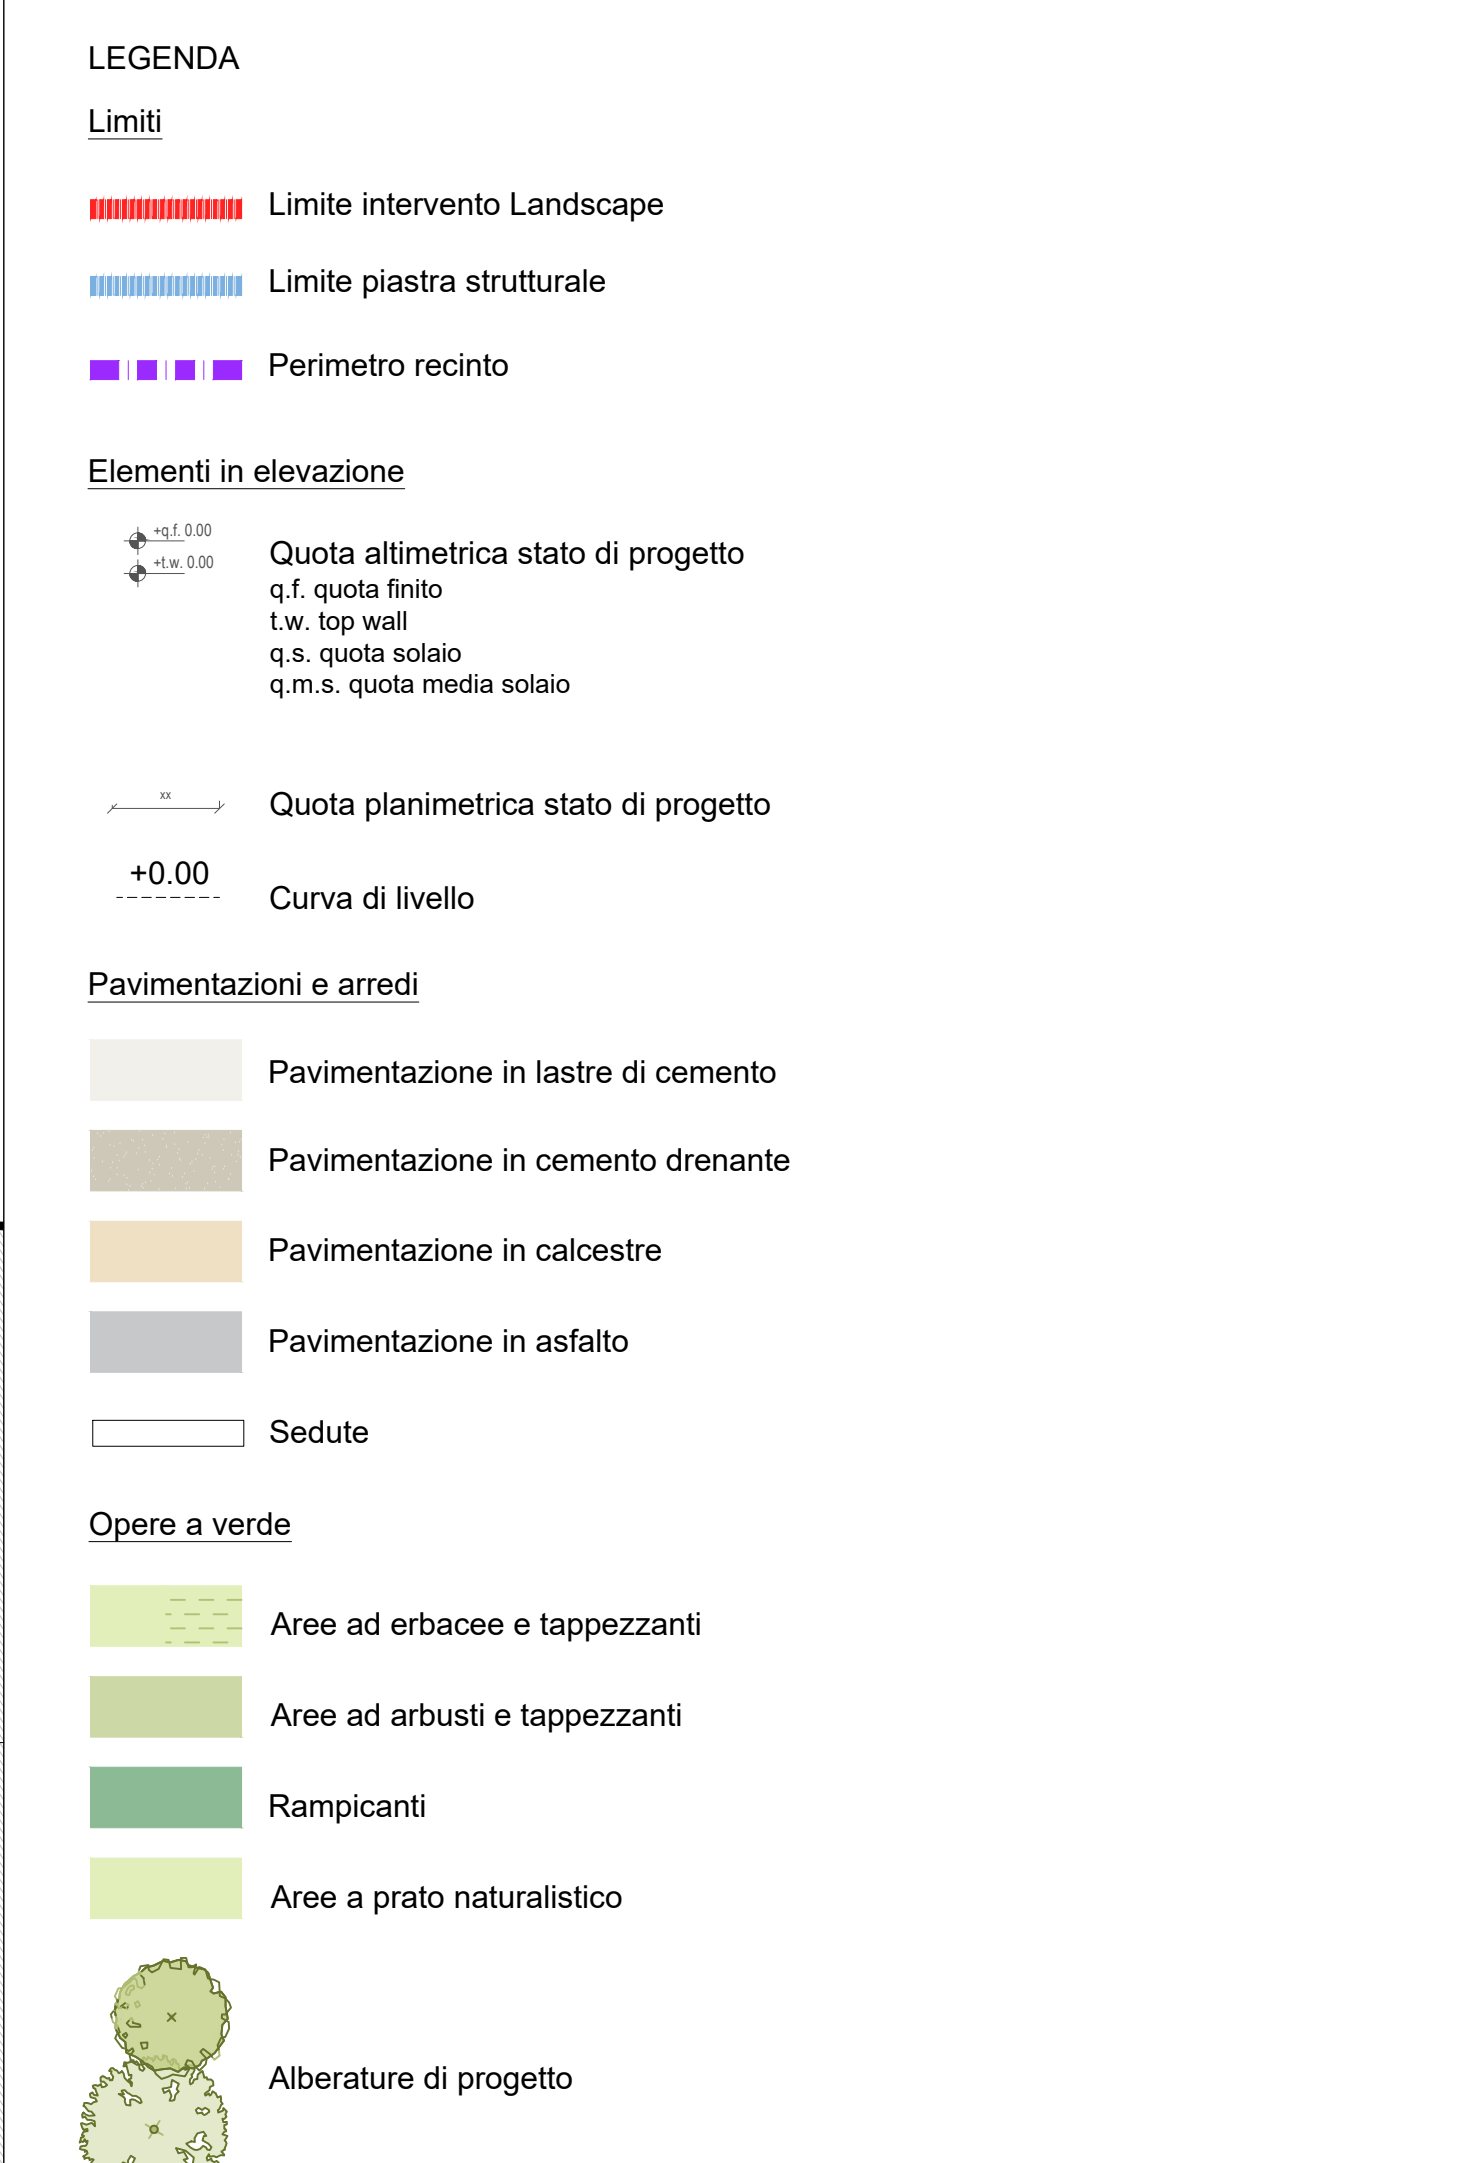 LEGENDA
Limiti
Limite intervento Landscape
Limite piastra strutturale
Perimetro recinto
Elementi in elevazione
+q.f. 0.00
+t.w. 0.00
Quota altimetrica stato di progetto
q.f. quota finito
t.w. top wall
q.s. quota solaio
q.m.s. quota media solaio
xx
Quota planimetrica stato di progetto
+0.00
Curva di livello
Pavimentazioni e arredi
Pavimentazione in lastre di cemento
Pavimentazione in cemento drenante
Pavimentazione in calcestre
Pavimentazione in asfalto
Sedute
Opere a verde
Aree ad erbacee e tappezzanti
Aree ad arbusti e tappezzanti
Rampicanti
Aree a prato naturalistico
Alberature di progetto